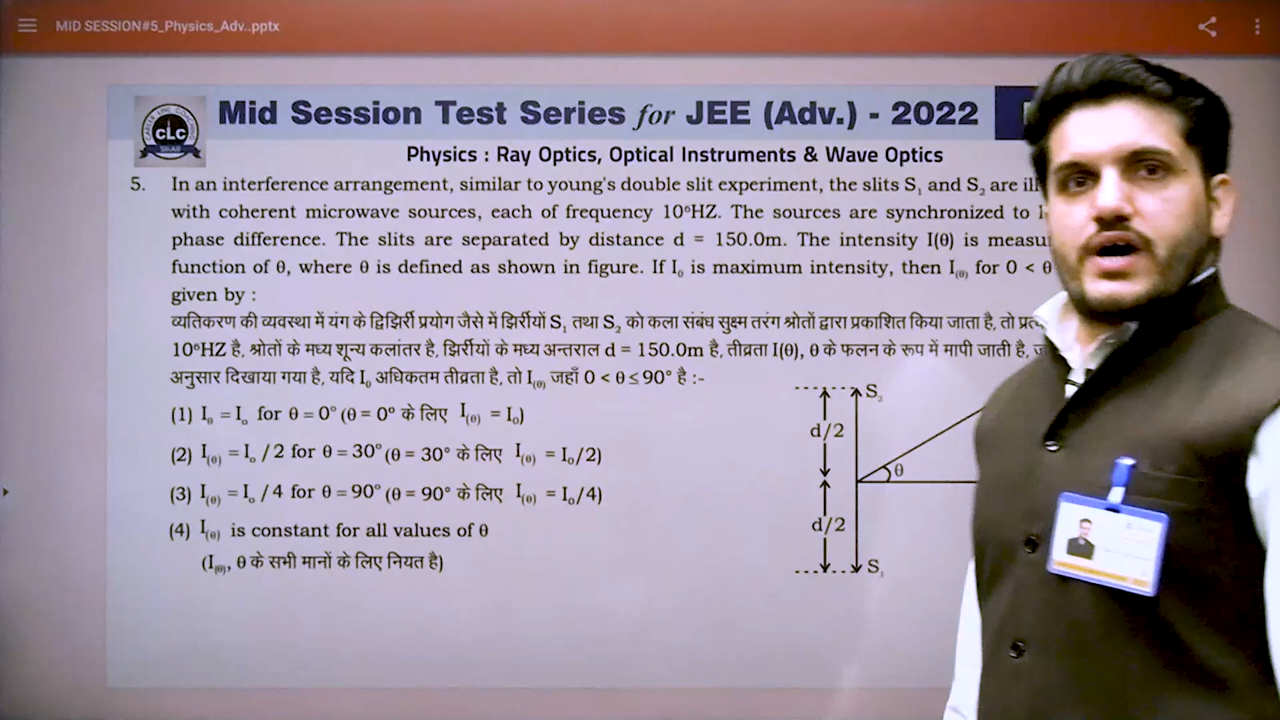 MID SESSION#5_Physics_Adv..pptx
CLC
Mid Session Test Series for JEE (Adv.) - 2022
Physics : Ray Optics, Optical Instruments & Wave Optics
5. In an interference arrangement, similar to young's double slit experiment, the slits S₁ and S₂ are
with coherent microwave sources, each of frequency 10⁶HZ. The sources are synchronized to
phase difference. The slits are separated by distance d = 150.0m. The intensity I(θ) is
function of θ, where θ is defined as shown in figure. If I₀ is maximum intensity, then I₍θ₎ for 0 < θ
given by :
व्यतिकरण की व्यवस्था में यंग के द्विझिर्री प्रयोग जैसे में झिर्रीयों S₁ तथा S₂ को कला संबंध सुक्ष्म तरंग श्रोतों द्वारा प्रकाशित किया जाता है, तो
10⁶HZ है, श्रोतों के मध्य शून्य कलांतर है, झिर्रीयों के मध्य अन्तराल d = 150.0m है, तीव्रता I(θ), θ के फलन के रूप में मापी जाती है,
अनुसार दिखाया गया है, यदि I₀ अधिकतम तीव्रता है, तो I₍θ₎ जहाँ 0 < θ ≤ 90° है :-
(1) Iθ = I₀ for θ = 0° (θ = 0° के लिए I₍θ₎ = I₀)
(2) I₍θ₎ = I₀ / 2 for θ = 30° (θ = 30° के लिए I₍θ₎ = I₀/2)
(3) I₍θ₎ = I₀ / 4 for θ = 90° (θ = 90° के लिए I₍θ₎ = I₀/4)
(4) I₍θ₎ is constant for all values of θ
(I₍θ₎, θ के सभी मानों के लिए नियत है)
S₂
d/2
θ
d/2
S₁